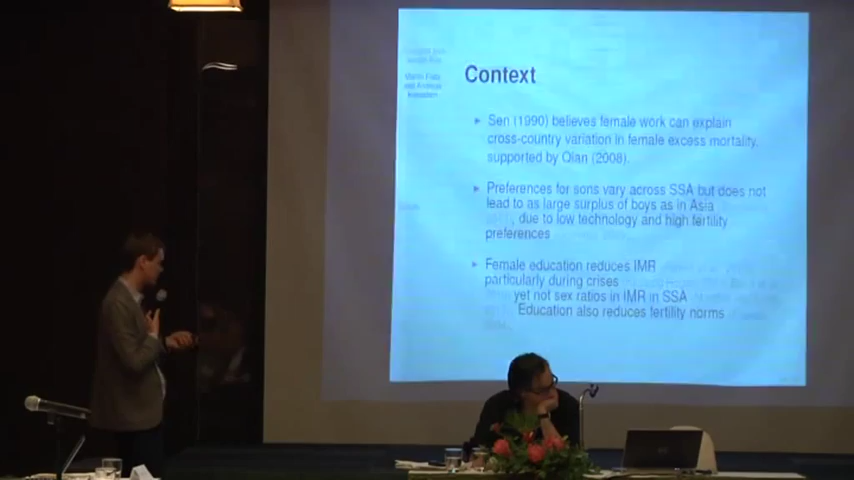 Context
▸ Sen (1990) believes female work can explain
cross-country variation in female excess mortality,
supported by Qian (2008).
▸ Preferences for sons vary across SSA but does not
lead to as large surplus of boys as in Asia
due to low technology and high fertility
preferences
▸ Female education reduces IMR
particularly during crises
yet not sex ratios in IMR in SSA
Education also reduces fertility norms